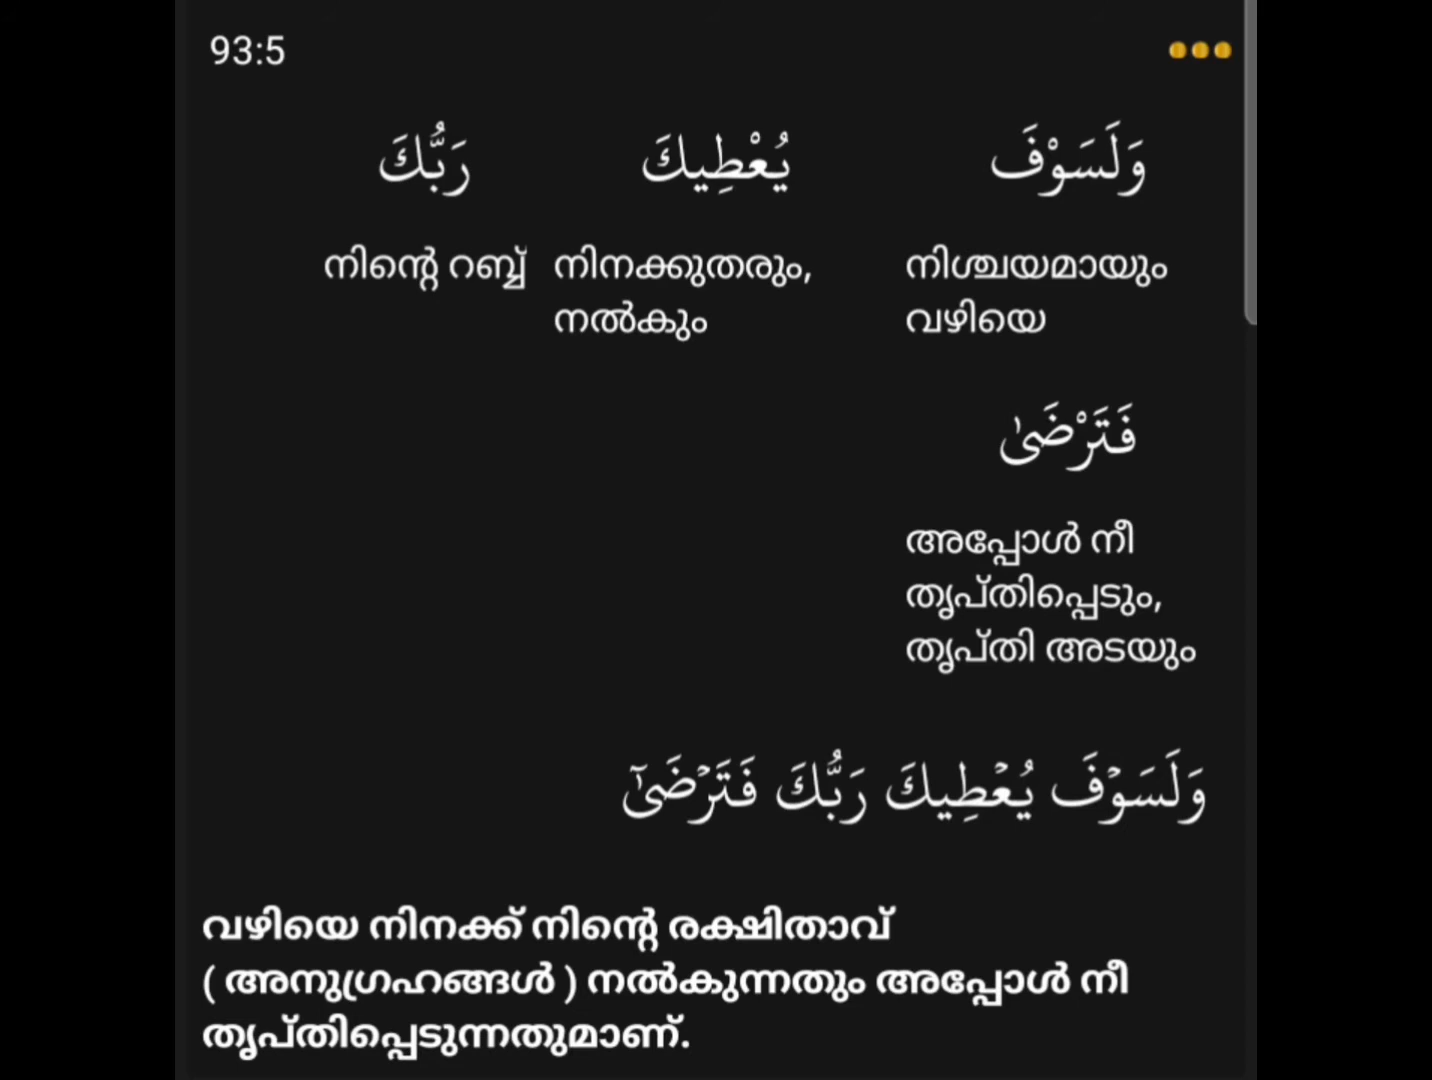 93:5
وَلَسَوْفَ يُعْطِيكَ رَبُّكَ
നിശ്ചയമായും നിനക്കുതരും, നിന്റെ റബ്ബ്
വഴിയെ നൽകും
فَتَرْضَىٰ
അപ്പോൾ നീ
തൃപ്തിപ്പെടും,
തൃപ്തി അടയും
وَلَسَوۡفَ يُعۡطِيكَ رَبُّكَ فَتَرۡضَىٰٓ
വഴിയെ നിനക്ക് നിന്റെ രക്ഷിതാവ്
( അനുഗ്രഹങ്ങൾ ) നൽകുന്നതും അപ്പോൾ നീ
തൃപ്തിപ്പെടുന്നതുമാണ്.